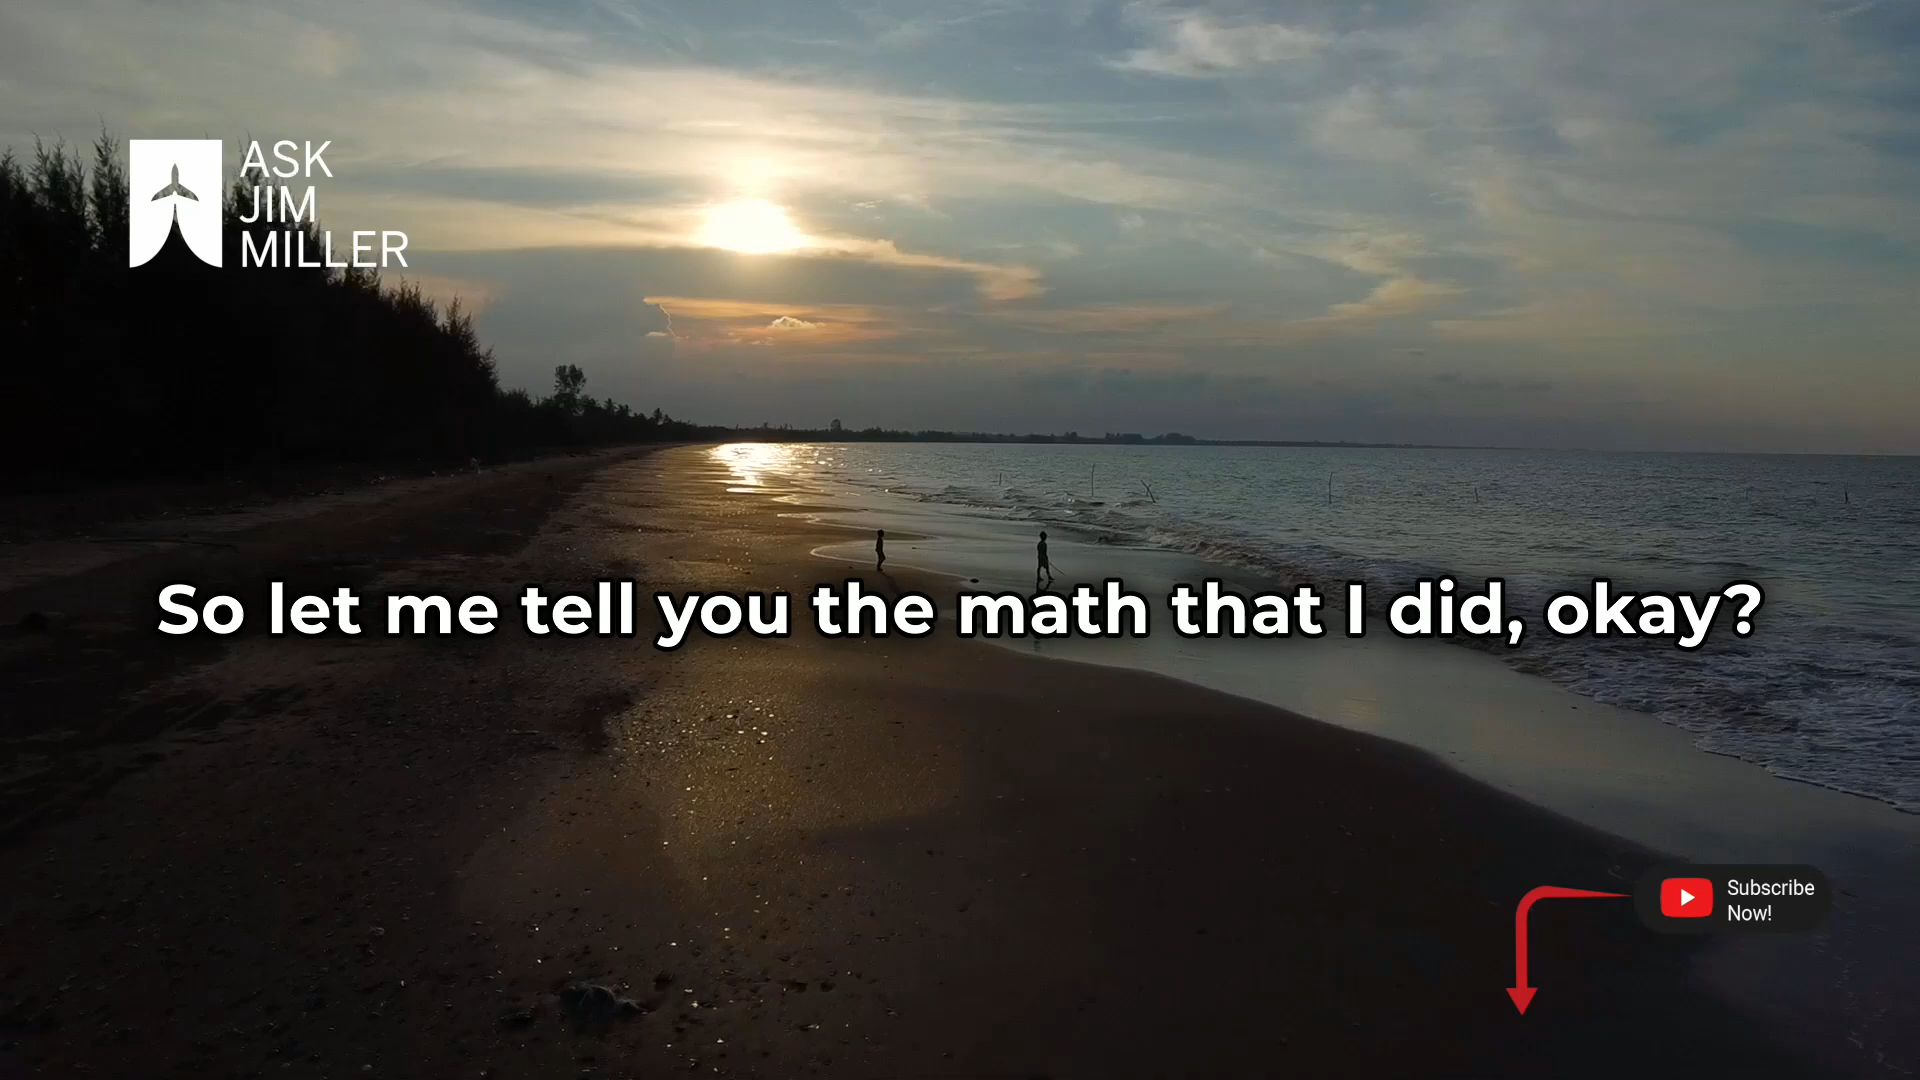 ASK
JIM
MILLER
So let me tell you the math that I did, okay?
Subscribe
Now!